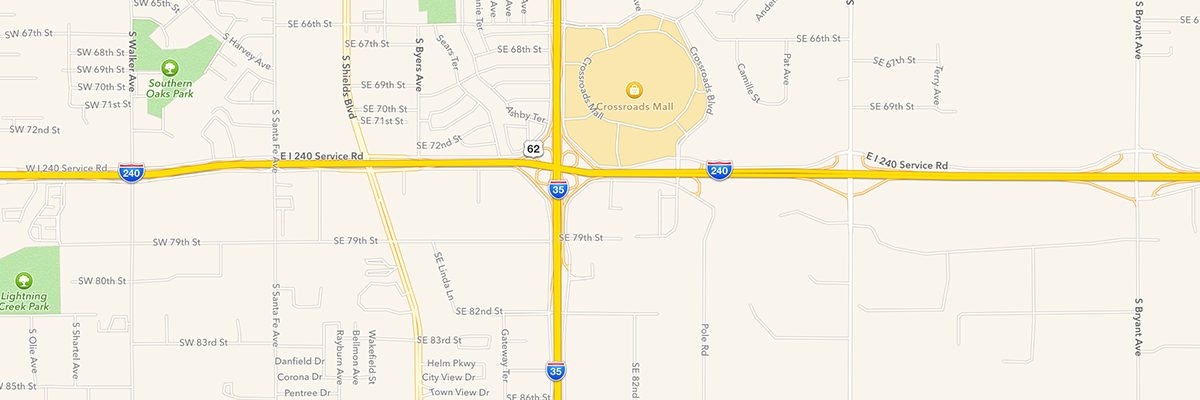 SE 66th St
SW 67th St
SW 68th St
SW 69th St
SW 70th St
SW 71st St
SW 72nd St
S Walker Ave
Southern
Oaks Park
S Harvey Ave
S Santa Fe Ave
S Shields Blvd
SE 67th St
S Byers Ave
Sears Ter
SE 68th St
SE 69th St
SE 70th St
SE 71st St
SE 72nd St
Ashby Ter
62
Crossroads Mall
Crossroads Mall
Crossroads Blvd
Camille St
Pat Ave
SE 66th St
SE 67th St
Terry Ave
SE 69th St
S Bryant Ave
W I 240 Service Rd
240
E I 240 Service Rd
35
240
E I 240 Service Rd
SW 79th St
SE 79th St
SE 79th St
SW 80th St
Lightning
Creek Park
S Santa Fe Ave
SE Linda Ln
SE 82nd St
S Bryant Ave
S Olie Ave
S Shartel Ave
SW 83rd St
Rayburn Ave
Bellmon Ave
Wakefield St
SE 83rd St
Gateway Ter
Pole Rd
Danfield Dr
Corona Dr
Pentree Dr
Helm Pkwy
City View Dr
Town View Dr
35
SE 82nd
85th St
SE 86th St